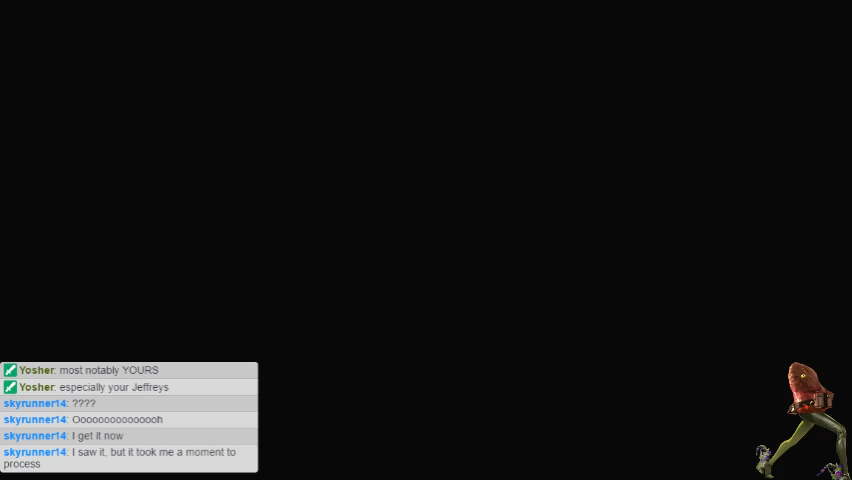 Yosher: most notably YOURS
Yosher: especially your Jeffreys
skyrunner14: ????
skyrunner14: Oooooooooooooh
skyrunner14: I get it now
skyrunner14: I saw it, but it took me a moment to
process